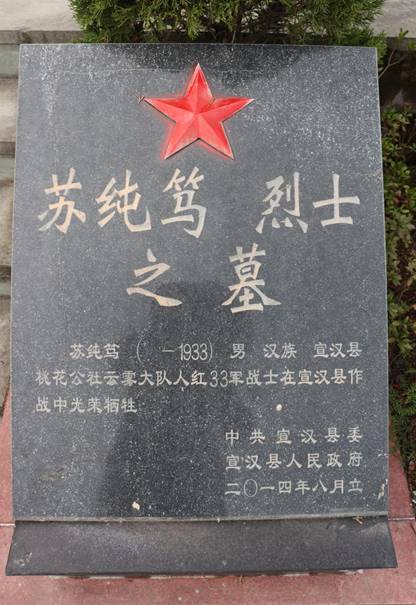 苏纯笃 烈士
之墓
苏纯笃 ( —1933) 男 汉族 宣汉县
桃花公社云雾大队人红33军战士在宣汉县作
战中光荣牺牲
中共宣汉县委
宣汉县人民政府
二〇一四年八月立